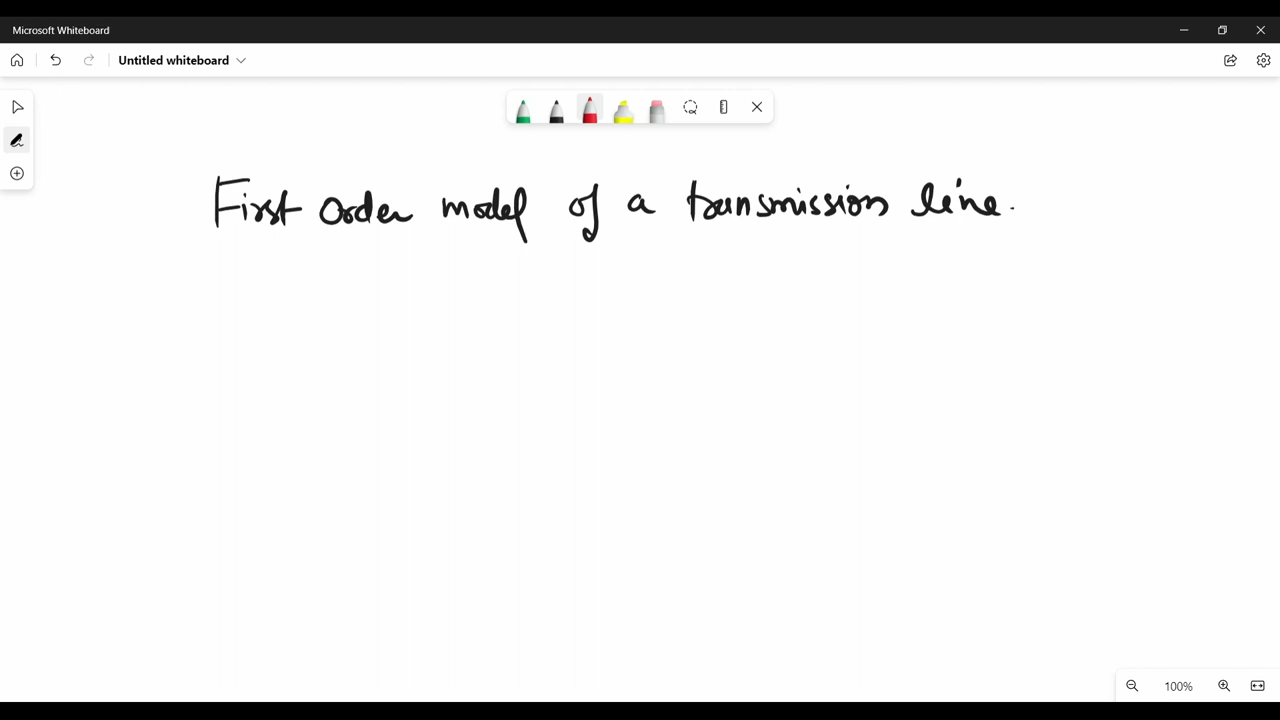 Microsoft Whiteboard
Untitled whiteboard
First Order model of a transmission line.
100%